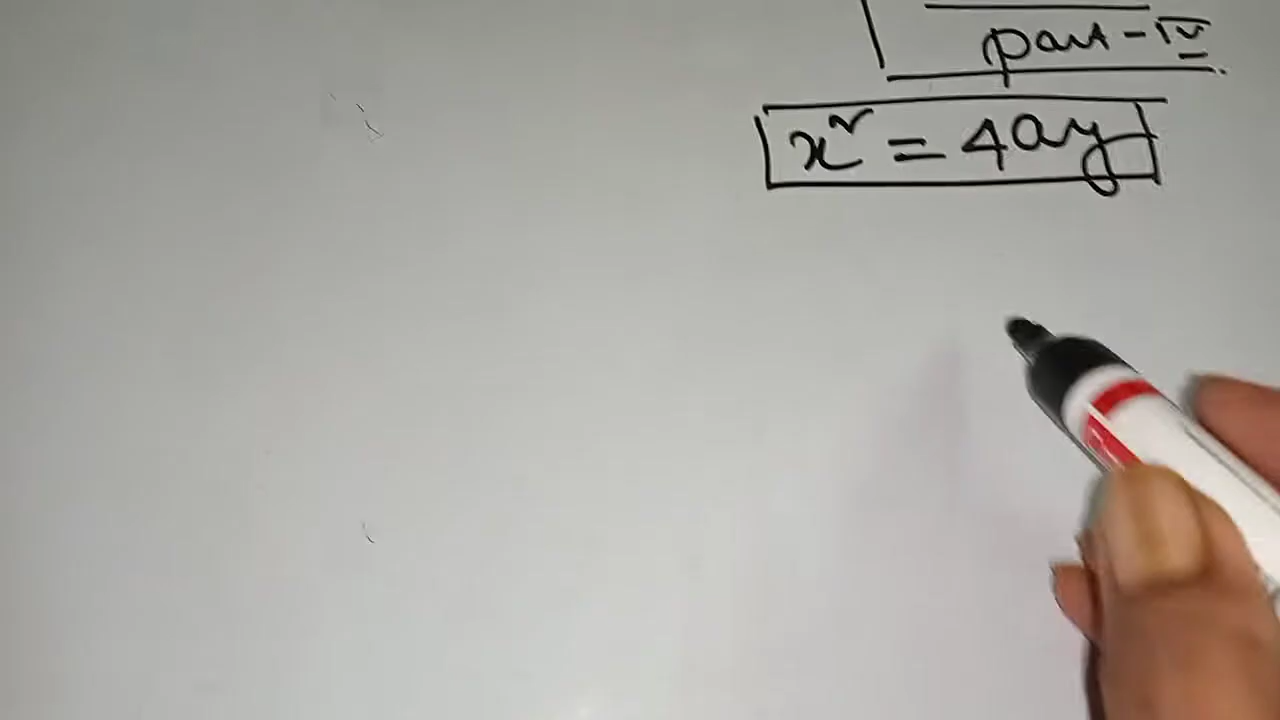 part - IV
x² = 4ay